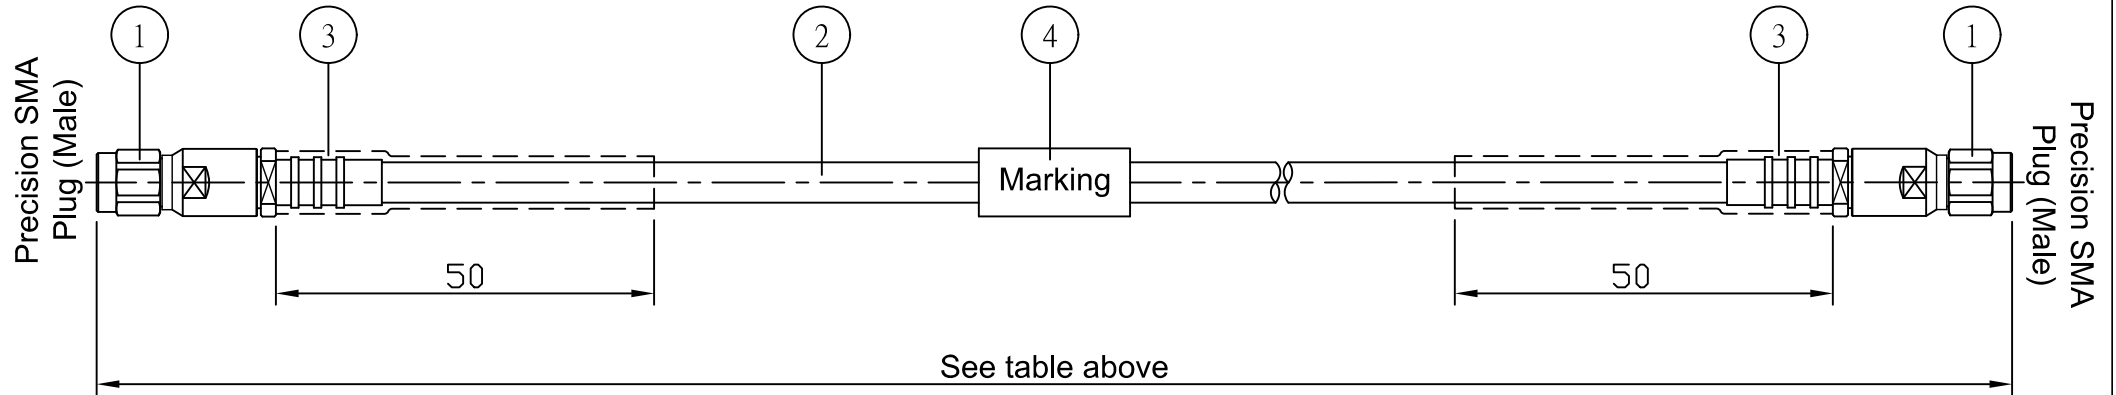 1
3
2
4
3
1
Precision SMA
Plug (Male)
Marking
Precision SMA
Plug (Male)
50
50
See table above